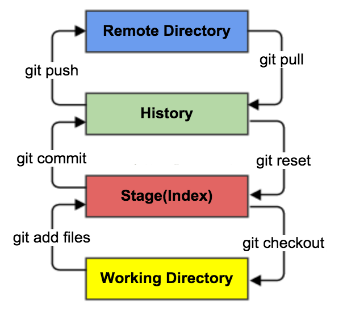 Remote Directory
git pull
git push
History
git commit
git reset
Stage(Index)
git add files
git checkout
Working Directory